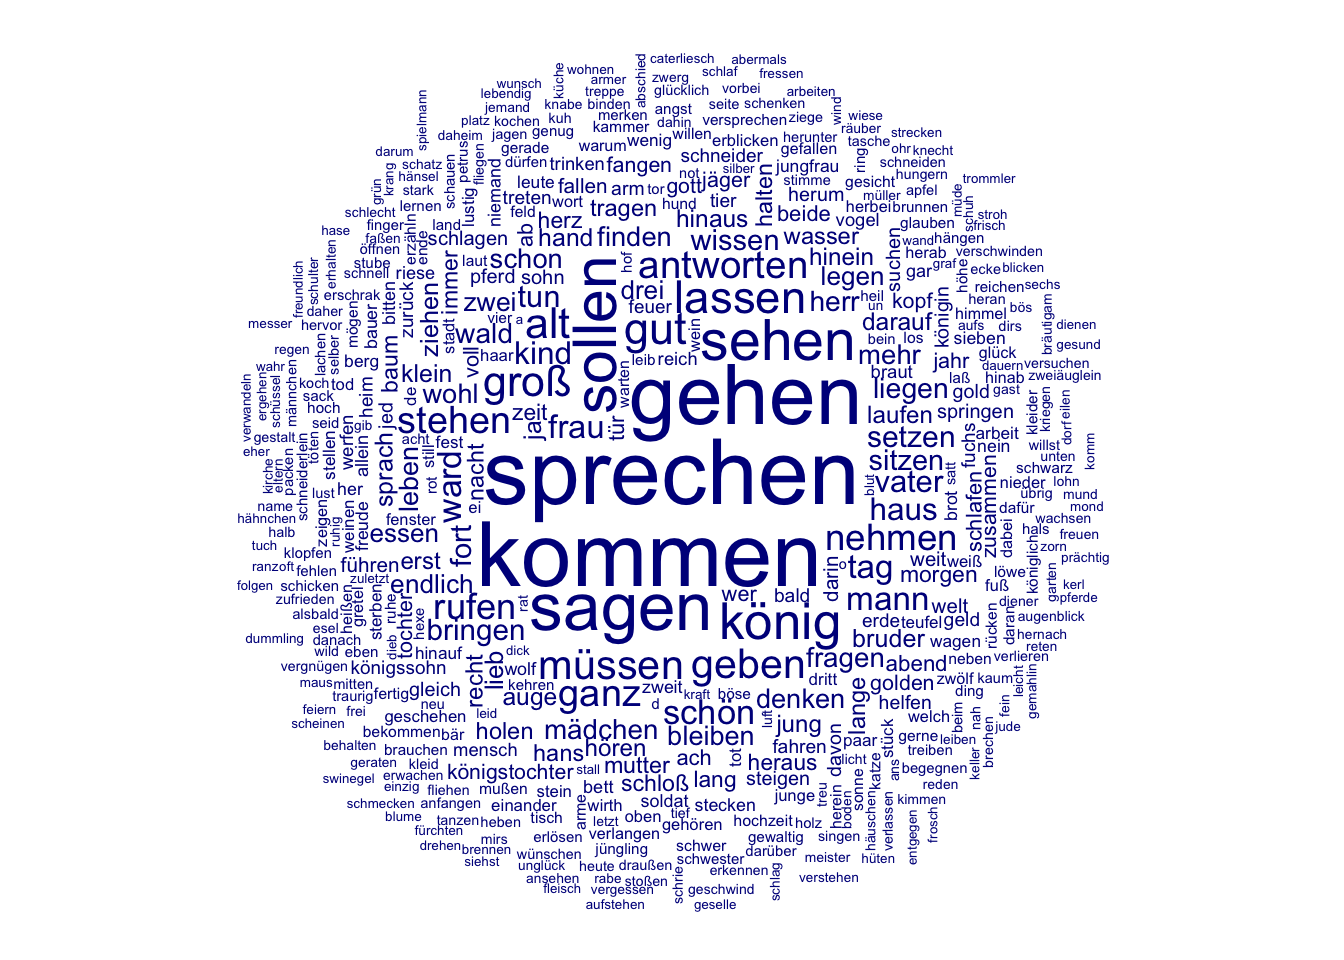 caterliesch abermals
wohnen
zwerg schlaf fressen
wunsch küche armer abschied
lebendig treppe glücklich vorbei arbeiten
jemand knabe binden seite schenken wind
spielmann platz kochen kuh merken angst dahin versprechen ziege wiese
daheim jagen genug kammer willen räuber
gerade warum wenig erblicken herunter tasche strecken
darum schauen petrus fliegen dürfen trinken fangen schneider gefallen ring ohr knecht
schatz niemand not silber jungfrau schneiden
grün krang hänsel leute fallen arm tor gott jäger stimme gesicht hungern trommler
stark lustig treten wort hund tier halten herum müller apfel müde schuh
schlecht lernen feld herz tragen hinaus beide vogel herbei brunnen stroh
hase finger erzähln ende land ab glauben frisch
faßen schlagen hand finden wissen wasser suchen wand hängen
erhalten öffnen laut schon hof antworten hinein herab verschwinden
freundlich schulter stube zurück stadt immer gar graf höhe ecke blicken
schnell riese ziehen pferd sohn sollen drei lassen legen königin reichen sechs
erschrak bitten zwei tun feuer herr heil kopf heran bös
messer daher hervor mögen bauer un himmel bräutigam
regen lachen selber baum wald vier a alt gut wein sehen darauf aufs dirs dienen
wahr berg voll haar kind leib reich bein los sieben gesund
verwandeln ergehen schüssel männchen koch tod klein warten mehr jahr glück dauern versuchen
sack heim jed de wohl groß gehen braut laß hinab zweiäuglein
hoch liegen gold gast kleider kriegen
eher gestalt seid gib stehen zeit frau tür laufen springen dorf eilen
töten stellen werfen allein sprach acht still fest ja setzen fuchs arbeit nein willst unten komm
kirche eltern packen schneiderlein leben rot ward nacht sprechen sitzen schwarz
name lust her blut vater brot satt schlafen zusammen nieder lohn
hähnchen zeigen ruhig weinen freude fenster ei haus dabei übrig mund mond
halb essen fort dafür wachsen
tuch klopfen nehmen hals freuen
ranzoft fehlen führen erst kommen darin o tag weit weiß löwe königlich zorn prächtig
folgen schicken zuletzt endlich morgen fuß garten kerl
zufrieden heißen gretel sterben ruhe rufen rat sagen wer bald mann welt diener pferde
alsbald tochter hexe erde teufel geld rücken daran augenblick
dummling esel danach dieb bringen könig bruder wagen hernach
wild eben hinauf lieb dick reten
vergnügen königssohn recht wolf müssen geben fragen abend neben verlieren
maus mitten kehren zweit kraft böse dritt golden zwölf kaum leicht gemahlin
traurig fertig gleich auge ganz d denken lange helfen ding
feiern frei neu leid schön luft jung welch beim nah fein
scheinen geschehen jude
bekommen bär holen mädchen bleiben davon stück gerne leiben
behalten brauchen mensch hans hören tot fahren paar treiben brechen
geraten kleid mutter ach heraus licht katze ans begegnen keller
swinegel erwachen königstochter stall schloß lang steigen sonne reden
einzig fliehen mußen stein bett treu
schmecken anfangen einander arme wirth soldat stecken junge herein boden kimmen
blume tanzen heben tisch letzt oben tief gehören hochzeit holz häuschen verlassen
fürchten mirs erlösen verlangen gewaltig singen entgegen frosch
drehen brennen jüngling schwer darüber meister hüten
siehst wünschen schwester
unglück heute draußen erkennen
ansehen rabe stoßen schrie schlag verstehen
fleisch vergessen geschwind
aufstehen geselle